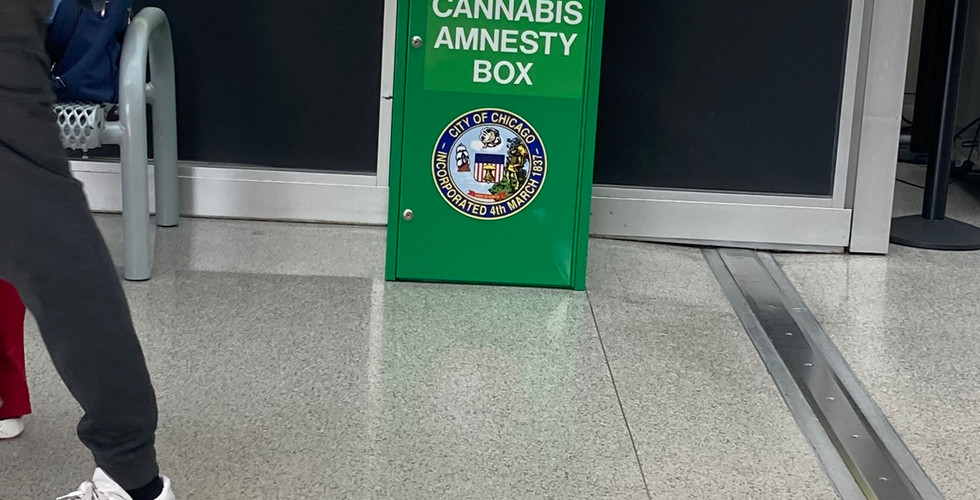 CANNABIS
AMNESTY
BOX
CITY OF CHICAGO
INCORPORATED 4th MARCH 1837